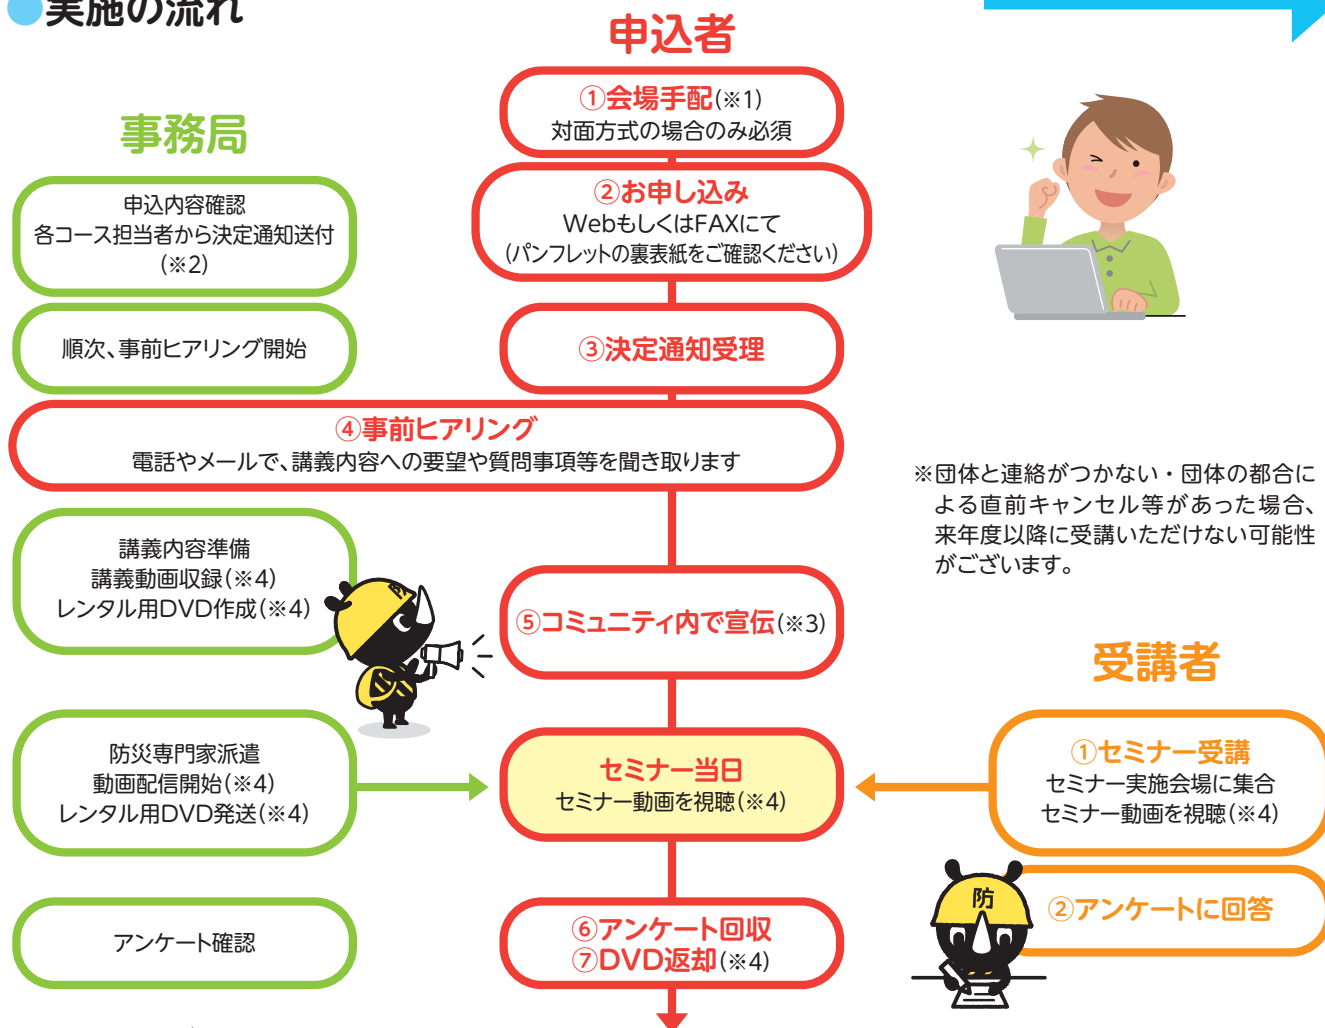 ●実施の流れ
申込者
①会場手配(※1)
対面方式の場合のみ必須
②お申し込み
WebもしくはFAXにて
(パンフレットの裏表紙をご確認ください)
③決定通知受理
事務局
申込内容確認
各コース担当者から決定通知送付
(※2)
順次、事前ヒアリング開始
④事前ヒアリング
電話やメールで、講義内容への要望や質問事項等を聞き取ります
※団体と連絡がつかない・団体の都合に
よる直前キャンセル等があった場合、
来年度以降に受講いただけない可能性
がございます。
講義内容準備
講義動画収録(※4)
レンタル用DVD作成(※4)
⑤コミュニティ内で宣伝(※3)
受講者
防災専門家派遣
動画配信開始(※4)
レンタル用DVD発送(※4)
セミナー当日
セミナー動画を視聴(※4)
①セミナー受講
セミナー実施会場に集合
セミナー動画を視聴(※4)
防
②アンケートに回答
アンケート確認
⑥アンケート回収
⑦DVD返却(※4)